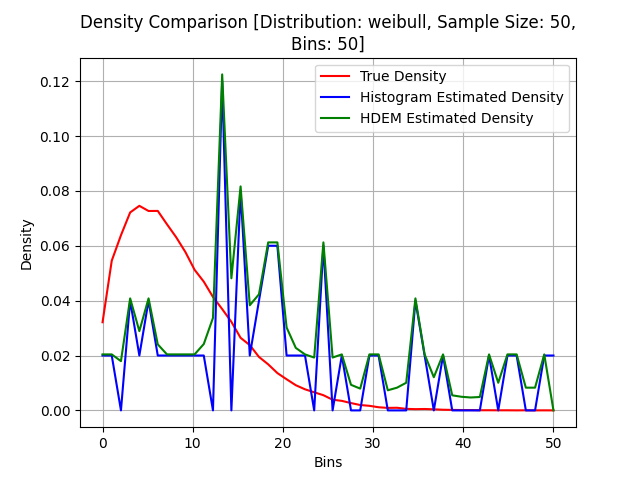 Density Comparison [Distribution: weibull, Sample Size: 50,
Bins: 50]
True Density
Histogram Estimated Density
HDEM Estimated Density
0.12
0.10
0.08
0.06
0.04
0.02
0.00
Density
0 10 20 30 40 50
Bins